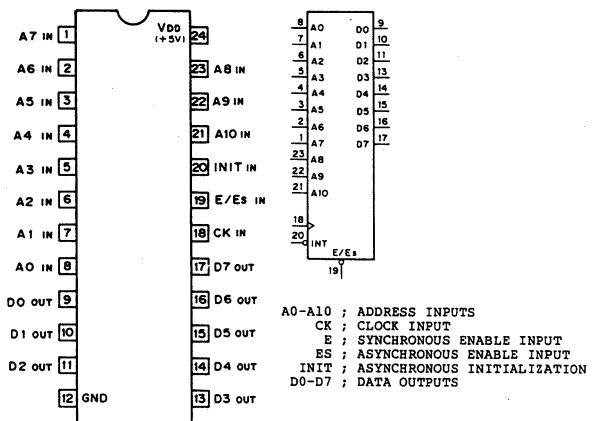 A7 IN 1
VDD
(+5V)
24
A6 IN 2
23 A8 IN
A5 IN 3
22 A9 IN
A4 IN 4
21 A10 IN
A3 IN 5
20 INIT IN
A2 IN 6
19 E/Es IN
A1 IN 7
18 CK IN
A0 IN 8
17 D7 OUT
D0 OUT 9
16 D6 OUT
D1 OUT 10
15 D5 OUT
D2 OUT 11
14 D4 OUT
12 GND
13 D3 OUT
8 A0 D0 9
7 A1 D1 10
6 A2 D2 11
5 A3 D3 13
4 A4 D4 14
3 A5 D5 15
2 A6 D6 16
1 A7 D7 17
23 A8
22 A9
21 A10
18
20 INT
E/Es
19
A0-A10 ; ADDRESS INPUTS
CK ; CLOCK INPUT
E ; SYNCHRONOUS ENABLE INPUT
ES ; ASYNCHRONOUS ENABLE INPUT
INIT ; ASYNCHRONOUS INITIALIZATION
D0-D7 ; DATA OUTPUTS